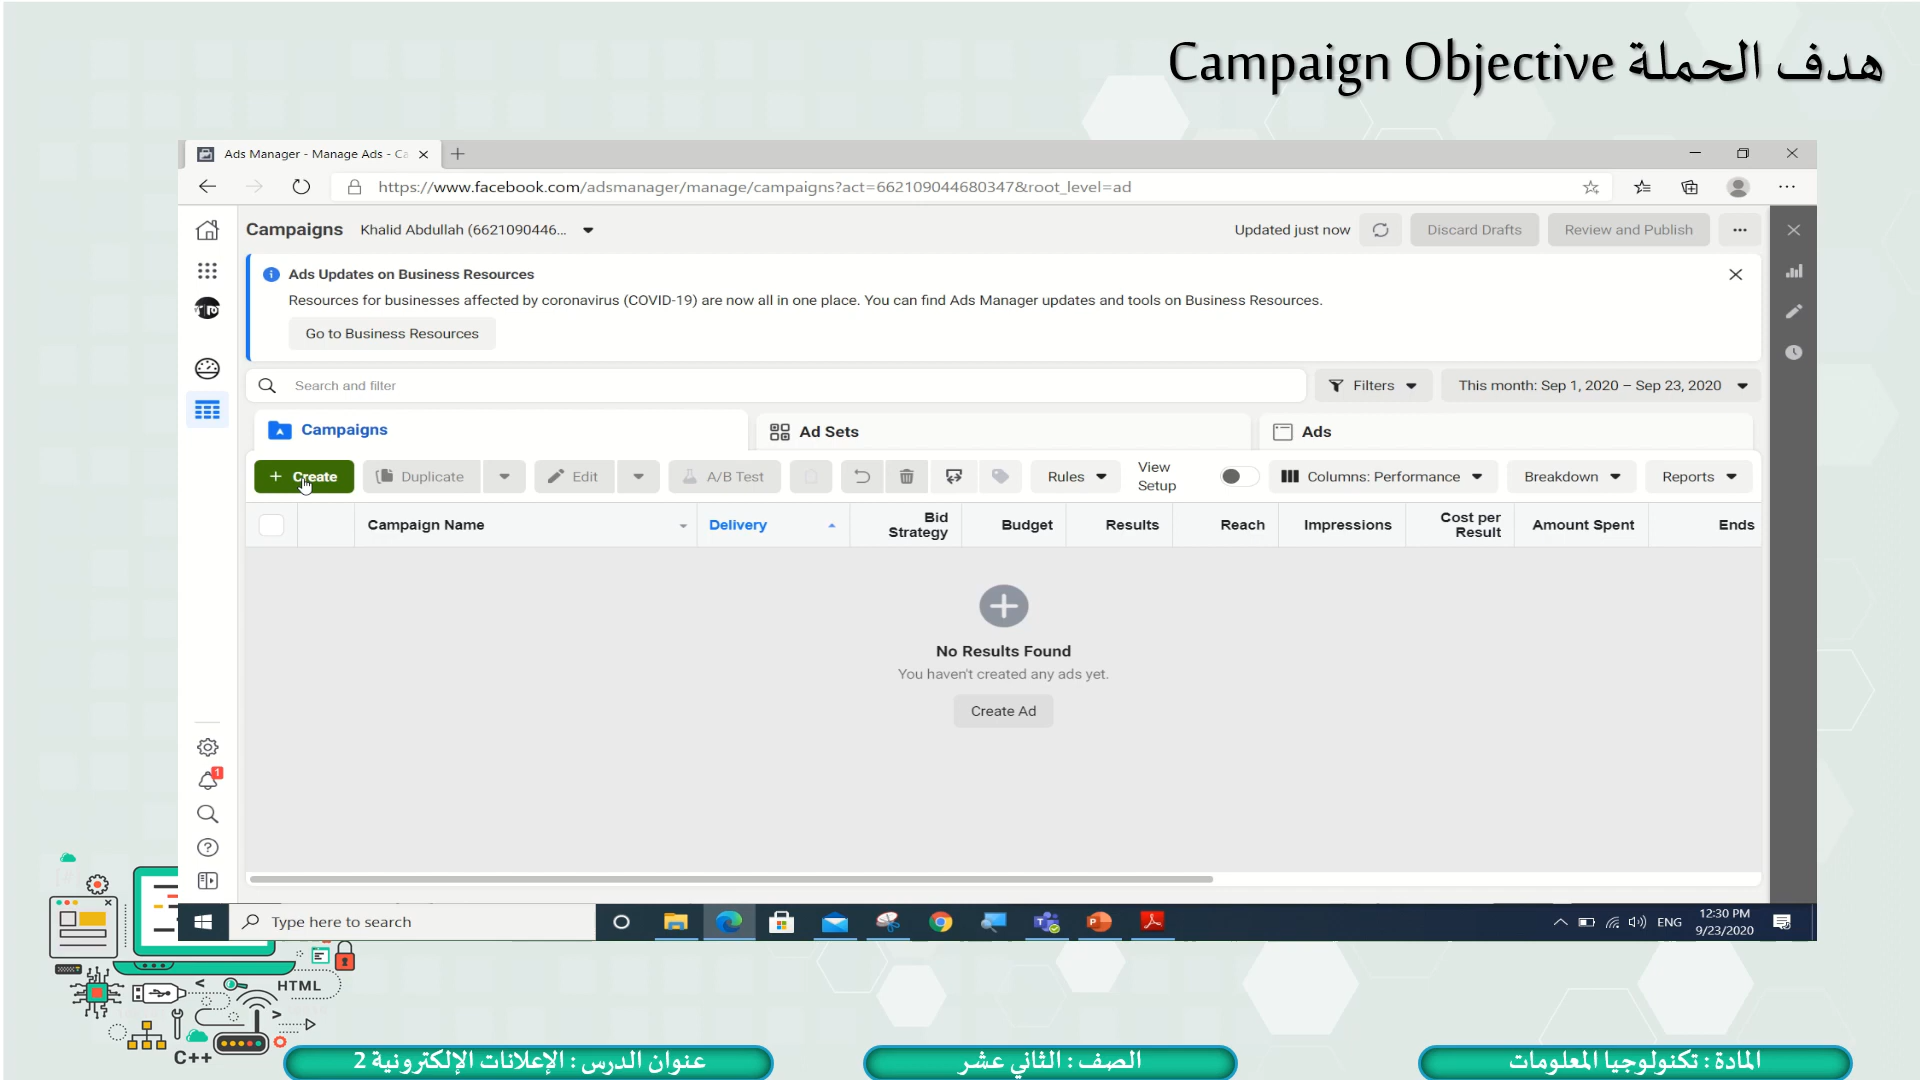 هدف الحملة Campaign Objective
Ads Manager - Manage Ads - Ca
https://www.facebook.com/adsmanager/manage/campaigns?act=662109044680347&root_level=ad
Campaigns Khalid Abdullah (6621090446...
Updated just now
Discard Drafts
Review and Publish
Ads Updates on Business Resources
Resources for businesses affected by coronavirus (COVID-19) are now all in one place. You can find Ads Manager updates and tools on Business Resources.
Go to Business Resources
Search and filter
Filters
This month: Sep 1, 2020 – Sep 23, 2020
Campaigns
Ad Sets
Ads
+ Create
Duplicate
Edit
A/B Test
Rules
View
Setup
Columns: Performance
Breakdown
Reports
Campaign Name
Delivery
Bid
Strategy
Budget
Results
Reach
Impressions
Cost per
Result
Amount Spent
Ends
No Results Found
You haven't created any ads yet.
Create Ad
1
Type here to search
ENG
12:30 PM
9/23/2020
HTML
C++
المادة : تكنولوجيا المعلومات
الصف : الثاني عشر
عنوان الدرس : الإعلانات الإلكترونية 2